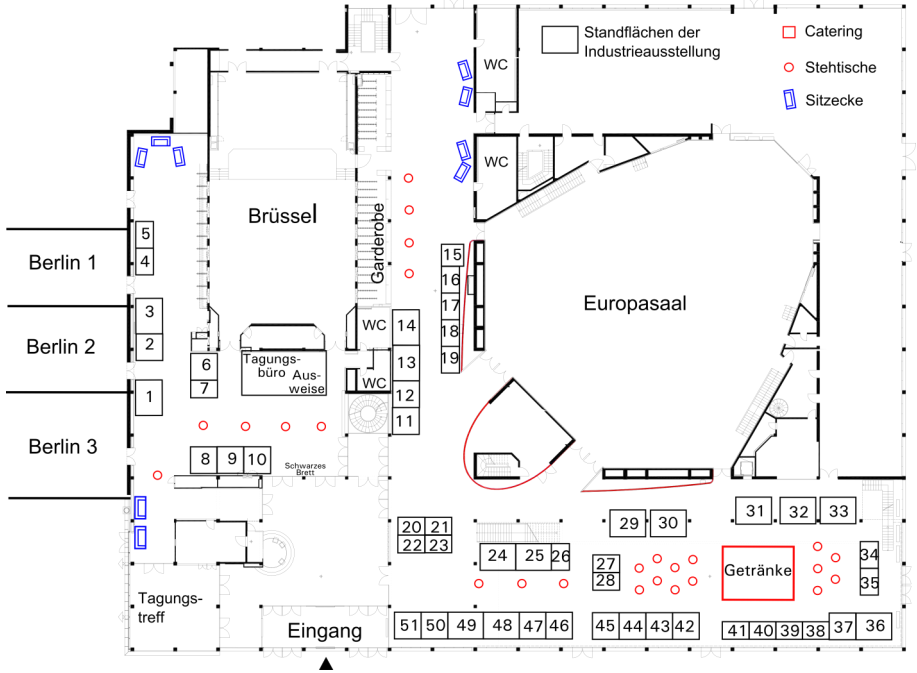 Standflächen der
Industrieausstellung
Catering
Stehtische
Sitzecke
WC
WC
Brüssel
Garderobe
Europasaal
Berlin 1
Berlin 2
Berlin 3
5
4
3
2
1
6
7
Tagungs-
büro Aus-
weise
WC
WC
14
13
12
11
15
16
17
18
19
8 9 10
Schwarzes
Brett
20 21
22 23
24 25 26
27
28
29 30
31 32 33
34
35
Getränke
Tagungs-
treff
Eingang
51 50 49 48 47 46
45 44 43 42
41 40 39 38 37 36